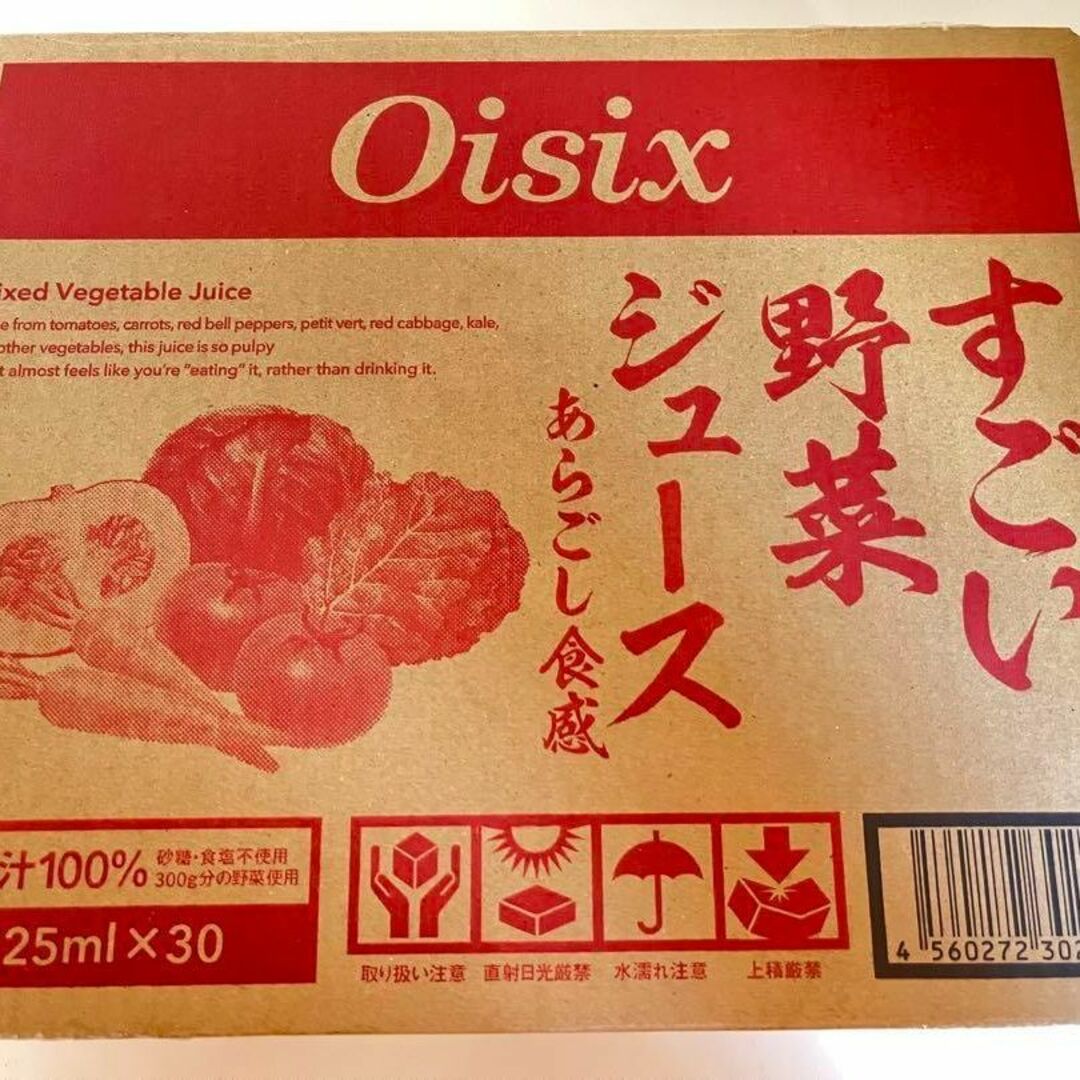 Oisix
ixed Vegetable Juice
e from tomatoes, carrots, red bell peppers, petit vert, red cabbage, kale,
other vegetables, this juice is so pulpy
t almost feels like you're "eating" it, rather than drinking it.
すごい
野菜
ジュース
あらごし食感
汁100%
砂糖・食塩不使用
300g分の野菜使用
25ml×30
取り扱い注意
直射日光厳禁
水濡れ注意
上積厳禁
4 560272 302